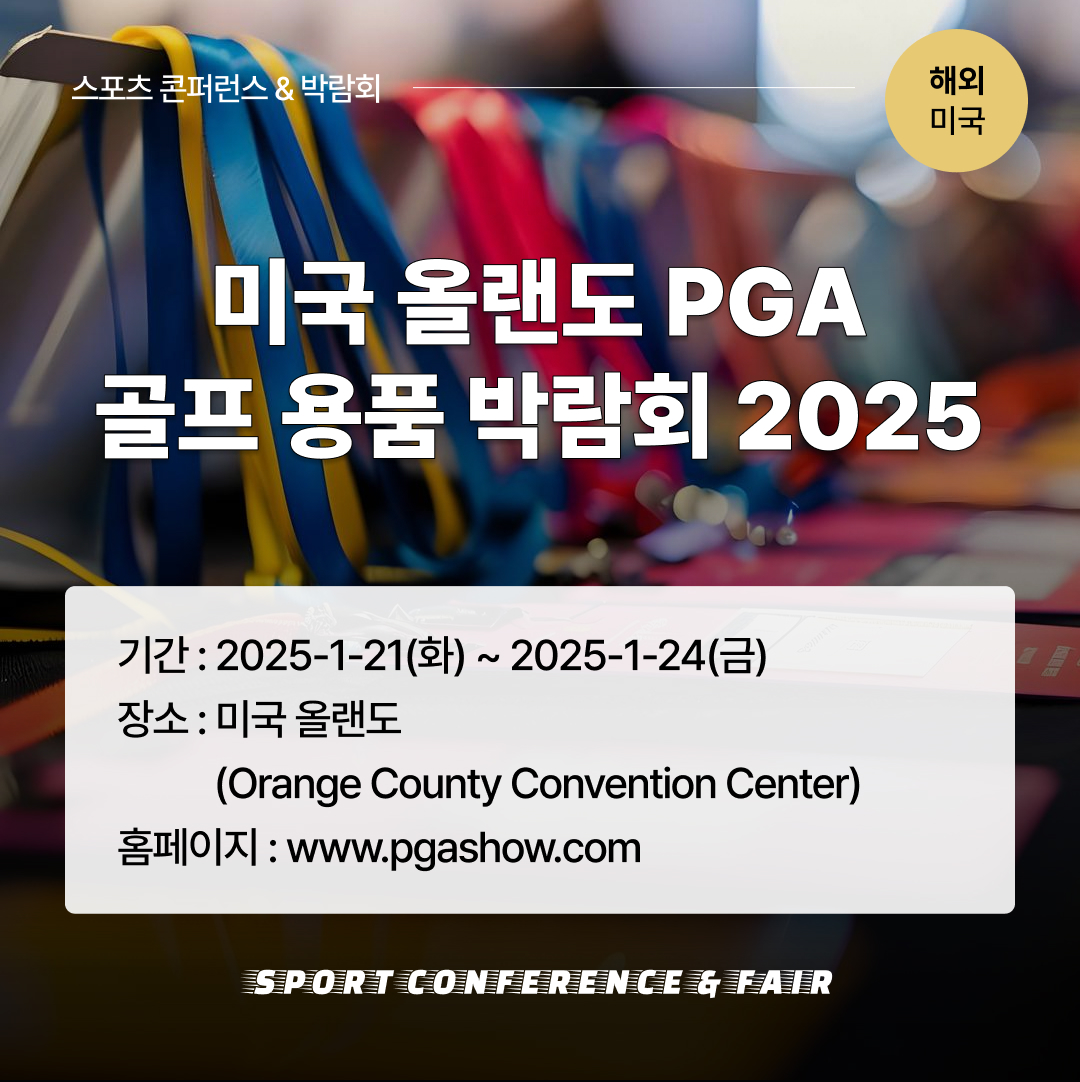 스포츠 콘퍼런스 & 박람회
해외
미국
미국 올랜도 PGA
골프 용품 박람회 2025
기간 : 2025-1-21(화) ~ 2025-1-24(금)
장소 : 미국 올랜도
(Orange County Convention Center)
홈페이지 : www.pgashow.com
SPORT CONFERENCE & FAIR